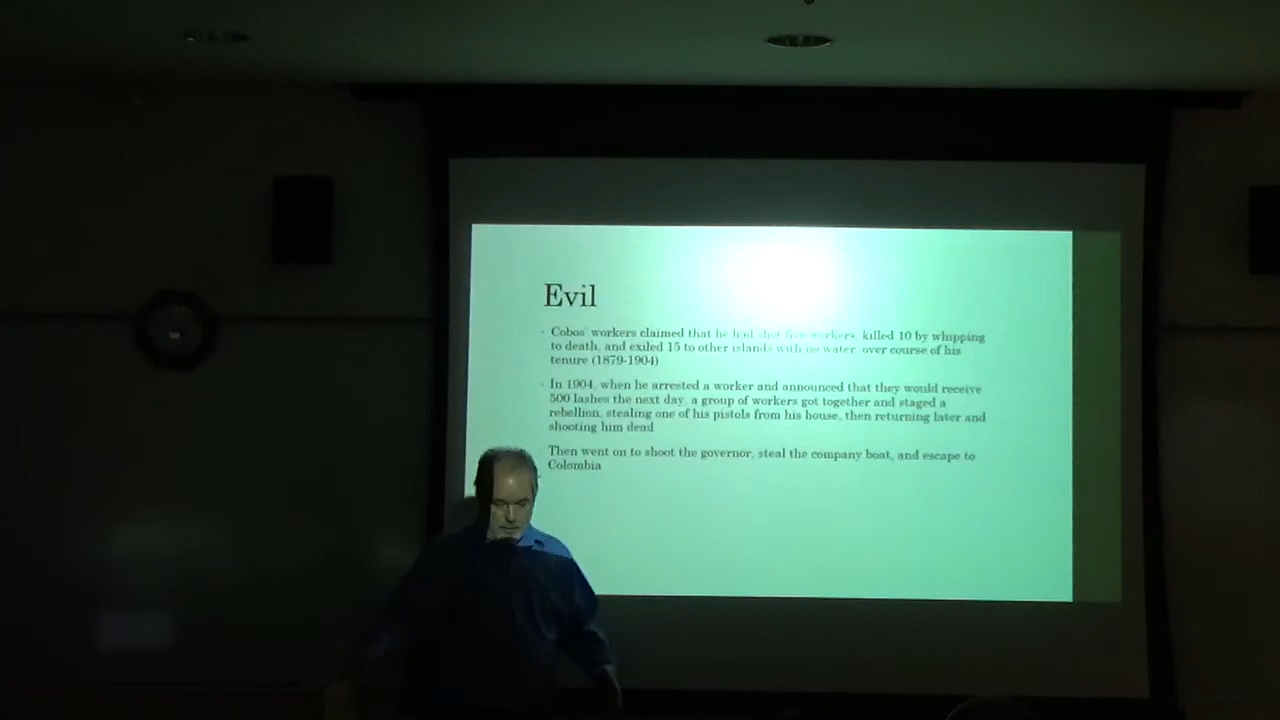 Evil
Cobos' workers claimed that he had shot five workers, killed 10 by whipping
to death, and exiled 15 to other islands with no water, over course of his
tenure (1879-1904)
In 1904, when he arrested a worker and announced that they would receive
500 lashes the next day, a group of workers got together and staged a
rebellion, stealing one of his pistols from his house, then returning later and
shooting him dead
Then went on to shoot the governor, steal the company boat, and escape to
Colombia